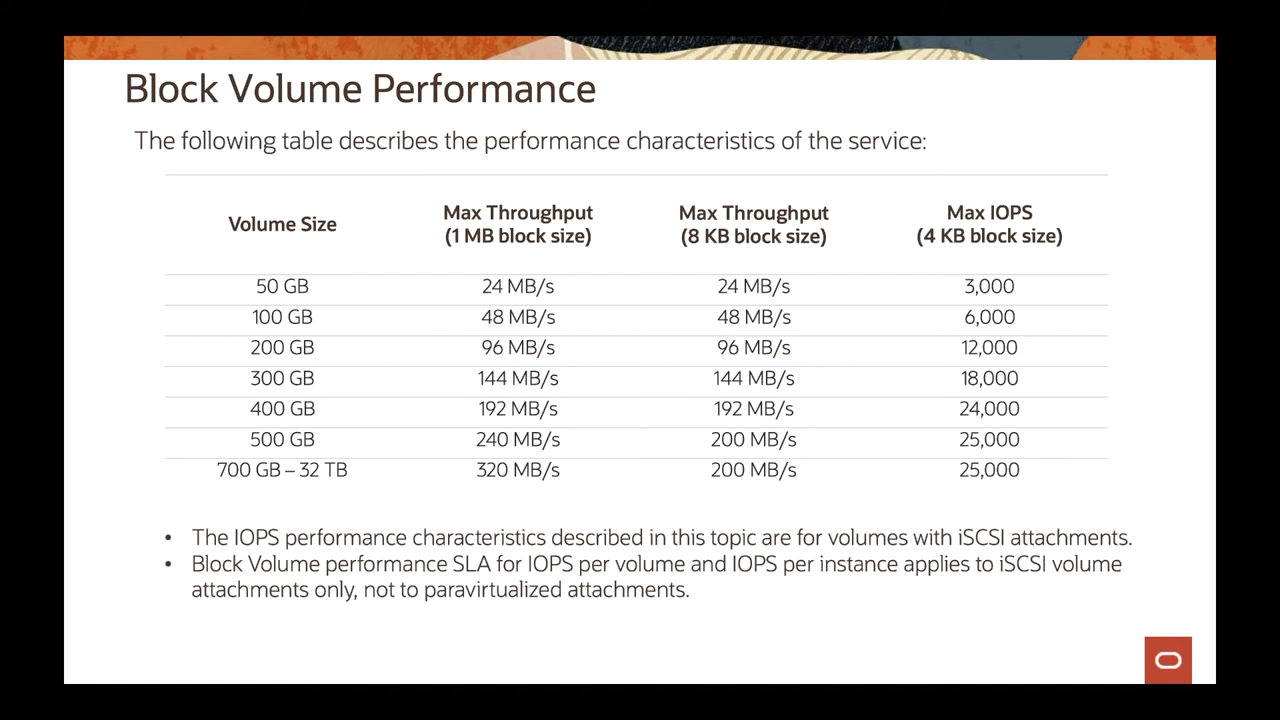 Block Volume Performance
The following table describes the performance characteristics of the service:
Volume Size Max Throughput (1 MB block size) Max Throughput (8 KB block size) Max IOPS (4 KB block size)
50 GB 24 MB/s 24 MB/s 3,000
100 GB 48 MB/s 48 MB/s 6,000
200 GB 96 MB/s 96 MB/s 12,000
300 GB 144 MB/s 144 MB/s 18,000
400 GB 192 MB/s 192 MB/s 24,000
500 GB 240 MB/s 200 MB/s 25,000
700 GB – 32 TB 320 MB/s 200 MB/s 25,000
• The IOPS performance characteristics described in this topic are for volumes with iSCSI attachments.
• Block Volume performance SLA for IOPS per volume and IOPS per instance applies to iSCSI volume
attachments only, not to paravirtualized attachments.